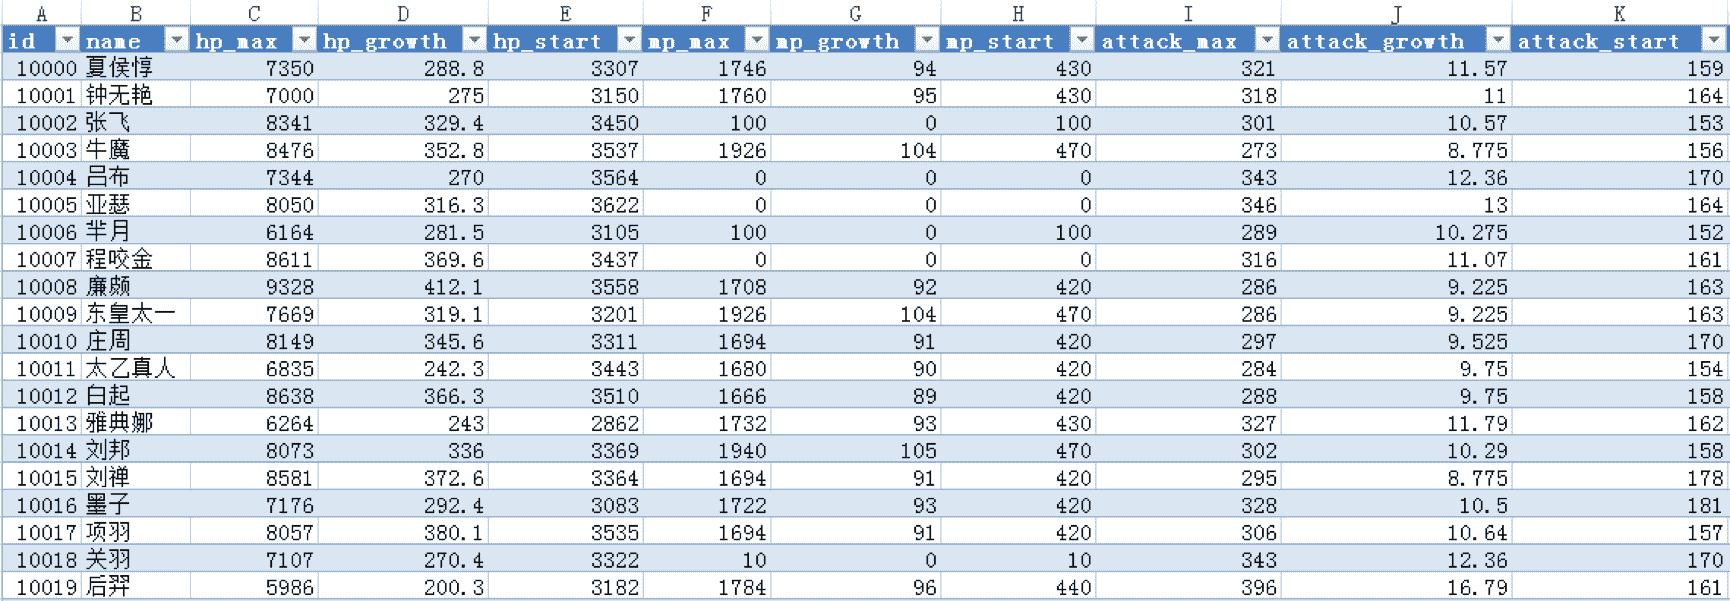 A B C D E F G H I J K
id name hp_max hp_growth hp_start mp_max mp_growth mp_start attack_max attack_growth attack_start
10000 夏侯惇 7350 288.8 3307 1746 94 430 321 11.57 159
10001 钟无艳 7000 275 3150 1760 95 430 318 11 164
10002 张飞 8341 329.4 3450 100 0 100 301 10.57 153
10003 牛魔 8476 352.8 3537 1926 104 470 273 8.775 156
10004 吕布 7344 270 3564 0 0 0 343 12.36 170
10005 亚瑟 8050 316.3 3622 0 0 0 346 13 164
10006 芈月 6164 281.5 3105 100 0 100 289 10.275 152
10007 程咬金 8611 369.6 3437 0 0 0 316 11.07 161
10008 廉颇 9328 412.1 3558 1708 92 420 286 9.225 163
10009 东皇太一 7669 319.1 3201 1926 104 470 286 9.225 163
10010 庄周 8149 345.6 3311 1694 91 420 297 9.525 170
10011 太乙真人 6835 242.3 3443 1680 90 420 284 9.75 154
10012 白起 8638 366.3 3510 1666 89 420 288 9.75 158
10013 雅典娜 6264 243 2862 1732 93 430 327 11.79 162
10014 刘邦 8073 336 3369 1940 105 470 302 10.29 158
10015 刘禅 8581 372.6 3364 1694 91 420 295 8.775 178
10016 墨子 7176 292.4 3083 1722 93 420 328 10.5 181
10017 项羽 8057 380.1 3535 1694 91 420 306 10.64 157
10018 关羽 7107 270.4 3322 10 0 10 343 12.36 170
10019 后羿 5986 200.3 3182 1784 96 440 396 16.79 161